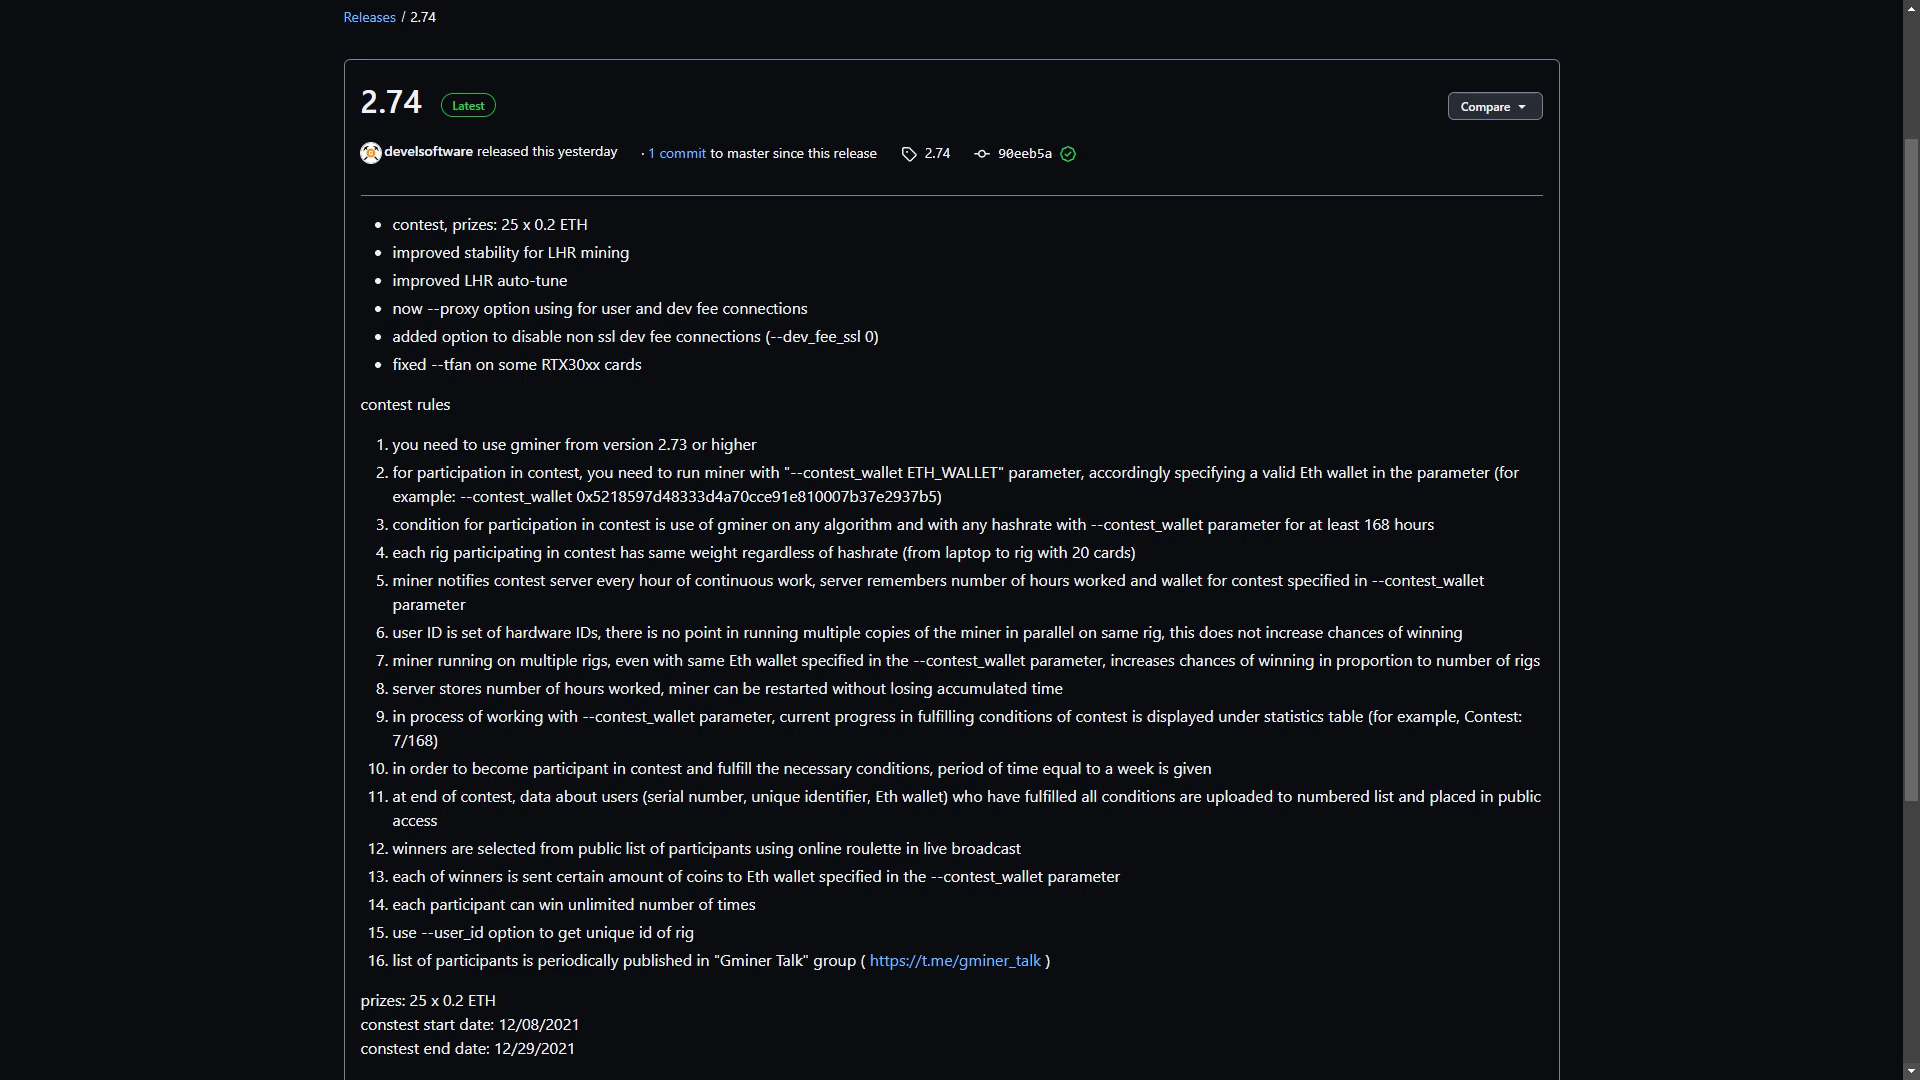 Releases / 2.74
2.74 Latest
Compare
develsoftware released this yesterday · 1 commit to master since this release 2.74 90eeb5a
• contest, prizes: 25 x 0.2 ETH
• improved stability for LHR mining
• improved LHR auto-tune
• now --proxy option using for user and dev fee connections
• added option to disable non ssl dev fee connections (--dev_fee_ssl 0)
• fixed --tfan on some RTX30xx cards
contest rules
1. you need to use gminer from version 2.73 or higher
2. for participation in contest, you need to run miner with "--contest_wallet ETH_WALLET" parameter, accordingly specifying a valid Eth wallet in the parameter (for
example: --contest_wallet 0x5218597d48333d4a70cce91e810007b37e2937b5)
3. condition for participation in contest is use of gminer on any algorithm and with any hashrate with --contest_wallet parameter for at least 168 hours
4. each rig participating in contest has same weight regardless of hashrate (from laptop to rig with 20 cards)
5. miner notifies contest server every hour of continuous work, server remembers number of hours worked and wallet for contest specified in --contest_wallet
parameter
6. user ID is set of hardware IDs, there is no point in running multiple copies of the miner in parallel on same rig, this does not increase chances of winning
7. miner running on multiple rigs, even with same Eth wallet specified in the --contest_wallet parameter, increases chances of winning in proportion to number of rigs
8. server stores number of hours worked, miner can be restarted without losing accumulated time
9. in process of working with --contest_wallet parameter, current progress in fulfilling conditions of contest is displayed under statistics table (for example, Contest:
7/168)
10. in order to become participant in contest and fulfill the necessary conditions, period of time equal to a week is given
11. at end of contest, data about users (serial number, unique identifier, Eth wallet) who have fulfilled all conditions are uploaded to numbered list and placed in public
access
12. winners are selected from public list of participants using online roulette in live broadcast
13. each of winners is sent certain amount of coins to Eth wallet specified in the --contest_wallet parameter
14. each participant can win unlimited number of times
15. use --user_id option to get unique id of rig
16. list of participants is periodically published in "Gminer Talk" group ( https://t.me/gminer_talk )
prizes: 25 x 0.2 ETH
constest start date: 12/08/2021
constest end date: 12/29/2021